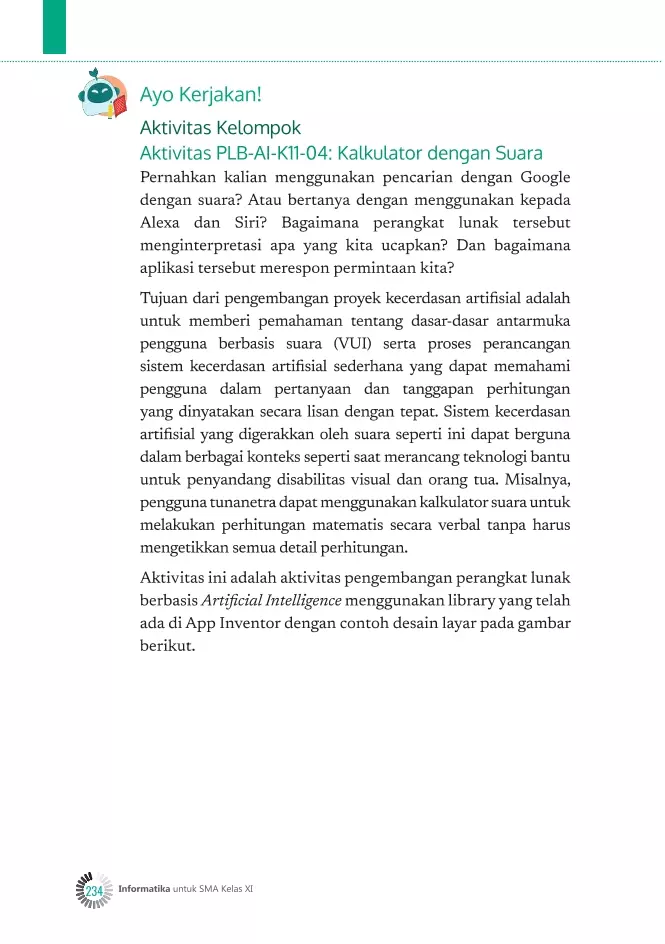 Ayo Kerjakan!
Aktivitas Kelompok
Aktivitas PLB-AI-K11-04: Kalkulator dengan Suara
Pernahkan kalian menggunakan pencarian dengan Google
dengan suara? Atau bertanya dengan menggunakan kepada
Alexa dan Siri? Bagaimana perangkat lunak tersebut
menginterpretasi apa yang kita ucapkan? Dan bagaimana
aplikasi tersebut merespon permintaan kita?
Tujuan dari pengembangan proyek kecerdasan artifisial adalah
untuk memberi pemahaman tentang dasar-dasar antarmuka
pengguna berbasis suara (VUI) serta proses perancangan
sistem kecerdasan artifisial sederhana yang dapat memahami
pengguna dalam pertanyaan dan tanggapan perhitungan
yang dinyatakan secara lisan dengan tepat. Sistem kecerdasan
artifisial yang digerakkan oleh suara seperti ini dapat berguna
dalam berbagai konteks seperti saat merancang teknologi bantu
untuk penyandang disabilitas visual dan orang tua. Misalnya,
pengguna tunanetra dapat menggunakan kalkulator suara untuk
melakukan perhitungan matematis secara verbal tanpa harus
mengetikkan semua detail perhitungan.
Aktivitas ini adalah aktivitas pengembangan perangkat lunak
berbasis Artificial Intelligence menggunakan library yang telah
ada di App Inventor dengan contoh desain layar pada gambar
berikut.
234 Informatika untuk SMA Kelas XI